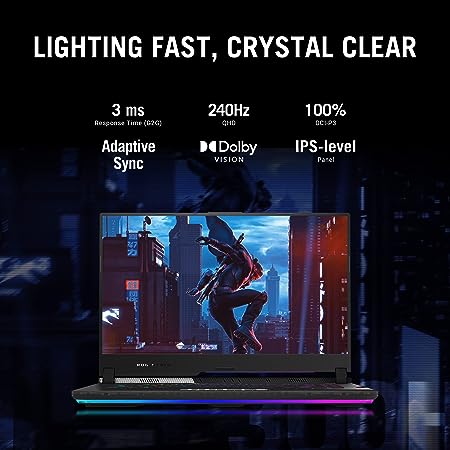 LIGHTING FAST, CRYSTAL CLEAR
3 ms
Response Time (G2G)
240Hz
QHD
100%
DCI-P3
Adaptive
Sync
Dolby
VISION
IPS-level
Panel